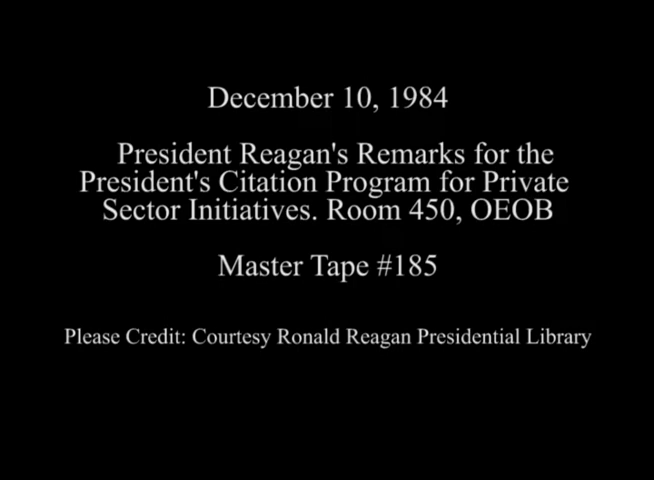 December 10, 1984
President Reagan's Remarks for the
President's Citation Program for Private
Sector Initiatives. Room 450, OEOB
Master Tape #185
Please Credit: Courtesy Ronald Reagan Presidential Library